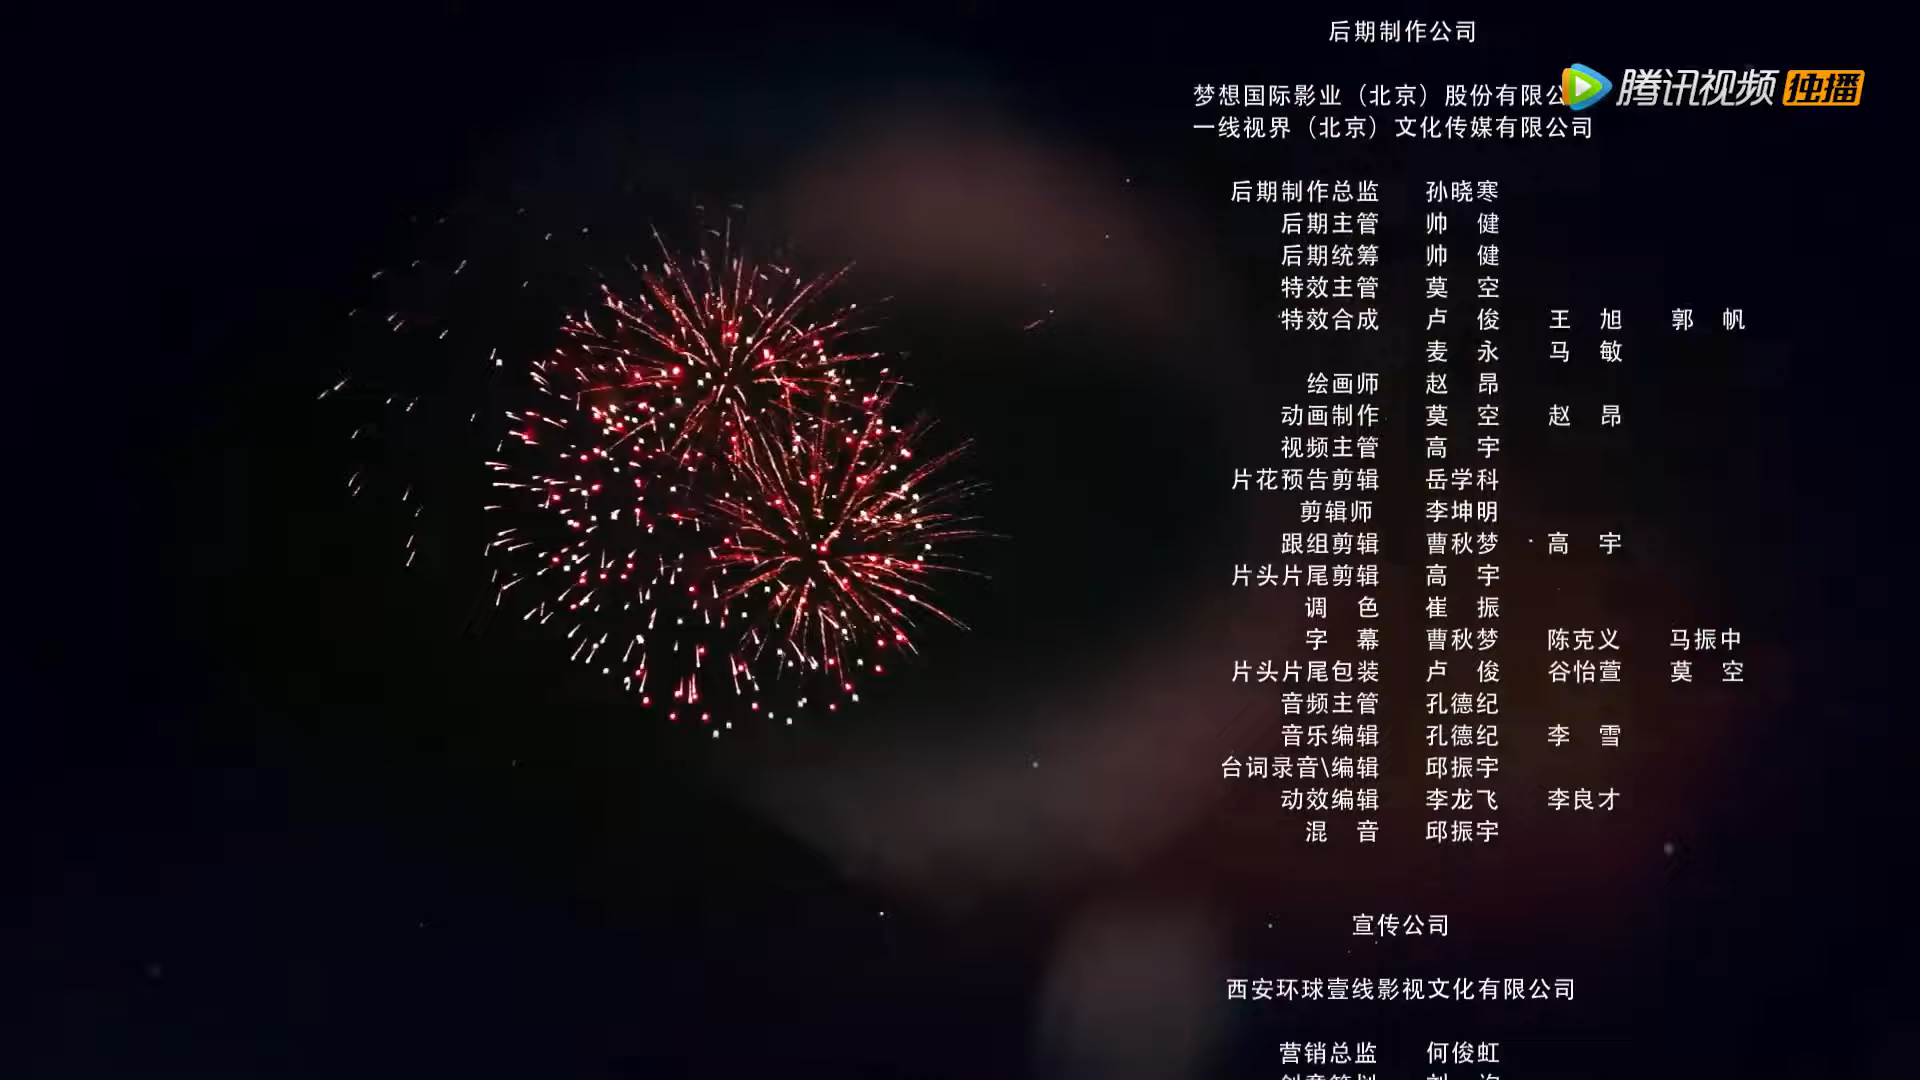 后期制作公司
梦想国际影业（北京）股份有限公
腾讯视频 独播
一线视界（北京）文化传媒有限公司
后期制作总监 孙晓寒
后期主管 帅 健
后期统筹 帅 健
特效主管 莫 空
特效合成 卢 俊 王 旭 郭 帆
麦 永 马 敏
绘画师 赵 昂
动画制作 莫 空 赵 昂
视频主管 高 宇
片花预告剪辑 岳学科
剪辑师 李坤明
跟组剪辑 曹秋梦 高 宇
片头片尾剪辑 高 宇
调 色 崔 振
字 幕 曹秋梦 陈克义 马振中
片头片尾包装 卢 俊 谷怡萱 莫 空
音频主管 孔德纪
音乐编辑 孔德纪 李 雪
台词录音\编辑 邱振宇
动效编辑 李龙飞 李良才
混 音 邱振宇
宣传公司
西安环球壹线影视文化有限公司
营销总监 何俊虹